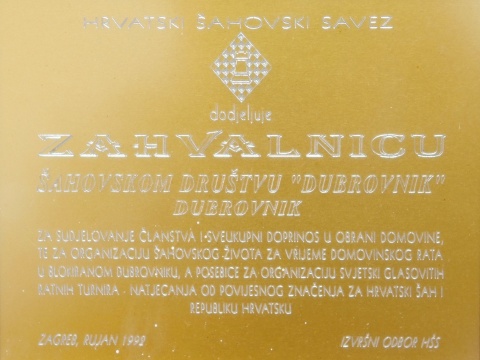 HRVATSKI ŠAHOVSKI SAVEZ
dodjeljuje
ZAHVALNICU
ŠAHOVSKOM DRUŠTVU "DUBROVNIK"
DUBROVNIK
ZA SUDJELOVANJE ČLANSTVA I SVEUKUPNI DOPRINOS U OBRANI DOMOVINE,
TE ZA ORGANIZACIJU ŠAHOVSKOG ŽIVOTA ZA VRIJEME DOMOVINSKOG RATA
U BLOKIRANOM DUBROVNIKU, A POSEBICE ZA ORGANIZACIJU SVJETSKI GLASOVITIH
RATNIH TURNIRA - NATJECANJA OD POVIJESNOG ZNAČENJA ZA HRVATSKI ŠAH I
REPUBLIKU HRVATSKU
ZAGREB, RUJAN 1992 IZVRŠNI ODBOR HŠS